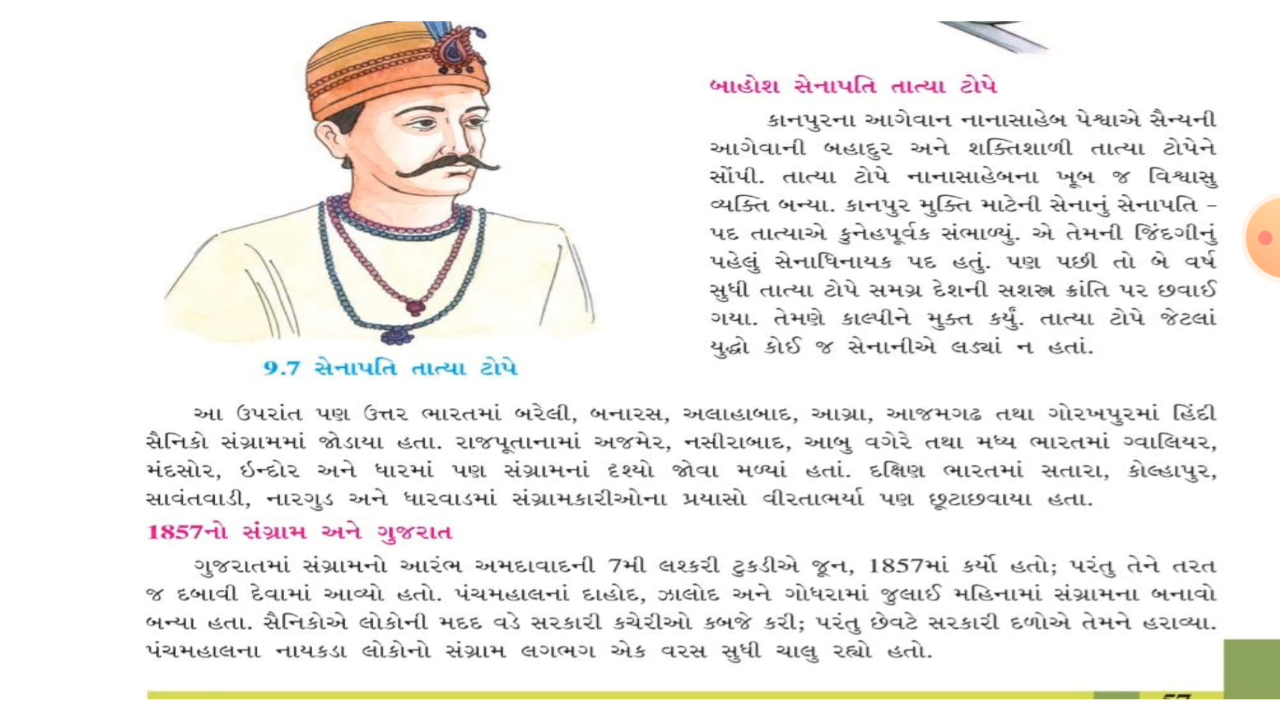 બાહોશ સેનાપતિ તાત્યા ટોપે
કાનપુરના આગેવાન નાનાસાહેબ પેશ્વાએ સૈન્યની
આગેવાની બહાદુર અને શક્તિશાળી તાત્યા ટોપેને
સોંપી. તાત્યા ટોપે નાનાસાહેબના ખૂબ જ વિશ્વાસુ
વ્યક્તિ બન્યા. કાનપુર મુક્તિ માટેની સેનાનું સેનાપતિ –
પદ તાત્યાએ કુનેહપૂર્વક સંભાળ્યું. એ તેમની જિંદગીનું
પહેલું સેનાધિનાયક પદ હતું. પણ પછી તો બે વર્ષ
સુધી તાત્યા ટોપે સમગ્ર દેશની સશસ્ત્ર ક્રાંતિ પર છવાઈ
ગયા. તેમણે કાલ્પીને મુક્ત કર્યું. તાત્યા ટોપે જેટલાં
યુદ્ધો કોઈ જ સેનાનીએ લડ્યાં ન હતાં.
9.7 સેનાપતિ તાત્યા ટોપે
આ ઉપરાંત પણ ઉત્તર ભારતમાં બરેલી, બનારસ, અલાહાબાદ, આગ્રા, આજમગઢ તથા ગોરખપુરમાં હિંદી
સૈનિકો સંગ્રામમાં જોડાયા હતા. રાજપૂતાનામાં અજમેર, નસીરાબાદ, આબુ વગેરે તથા મધ્ય ભારતમાં ગ્વાલિયર,
મંદસોર, ઇન્દોર અને ધારમાં પણ સંગ્રામનાં દૃશ્યો જોવા મળ્યાં હતાં. દક્ષિણ ભારતમાં સતારા, કોલ્હાપુર,
સાવંતવાડી, નારગુડ અને ધારવાડમાં સંગ્રામકારીઓના પ્રયાસો વીરતાભર્યા પણ છૂટાછવાયા હતા.
1857નો સંગ્રામ અને ગુજરાત
ગુજરાતમાં સંગ્રામનો આરંભ અમદાવાદની 7મી લશ્કરી ટુકડીએ જૂન, 1857માં કર્યો હતો; પરંતુ તેને તરત
જ દબાવી દેવામાં આવ્યો હતો. પંચમહાલનાં દાહોદ, ઝાલોદ અને ગોધરામાં જુલાઈ મહિનામાં સંગ્રામના બનાવો
બન્યા હતા. સૈનિકોએ લોકોની મદદ વડે સરકારી કચેરીઓ કબજે કરી; પરંતુ છેવટે સરકારી દળોએ તેમને હરાવ્યા.
પંચમહાલના નાયકડા લોકોનો સંગ્રામ લગભગ એક વરસ સુધી ચાલુ રહ્યો હતો.